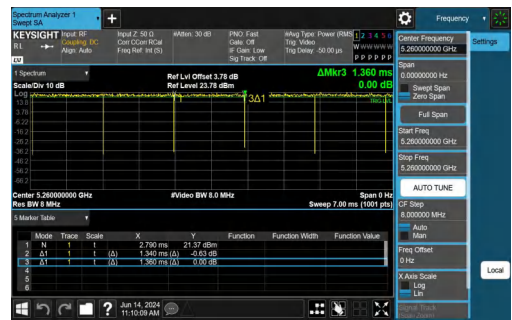 Spectrum Analyzer 1
Swept SA
+
Frequency
KEYSIGHT
Input: RF
Coupling: DC
Align: Auto
Input Z: 50 Ω
Corr CCorr RCal
Freq Ref: Int (S)
#Atten: 30 dB
PNO: Fast
Gate: Off
IF Gain: Low
Sig Track: Off
#Avg Type: Power (RMS
Trig: Video
Trig Delay: -50.00 µs
1 2 3 4 5 6
W W W W W W
P P P P P P
RL
LV
1 Spectrum
Scale/Div 10 dB
Log
Ref Lvl Offset 3.78 dB
Ref Level 23.78 dBm
ΔMkr3 1.360 ms
0.00 dB
13.8
3.78
-6.22
-16.2
-26.2
-36.2
-46.2
-56.2
3Δ1
TRIG LVL
Center 5.260000000 GHz
Res BW 8 MHz
#Video BW 8.0 MHz
Span 0 Hz
Sweep 7.00 ms (1001 pts)
5 Marker Table
Mode Trace Scale X Y Function Function Width Function Value
1 N 1 t 2.790 ms 21.37 dBm
2 Δ1 1 t (Δ) 1.340 ms (Δ) -0.63 dB
3 Δ1 1 t (Δ) 1.360 ms (Δ) 0.00 dB
4
5
6
Jun 14, 2024
11:10:09 AM
Center Frequency
5.260000000 GHz
Span
0.00000000 Hz
Swept Span
Zero Span
Full Span
Start Freq
5.260000000 GHz
Stop Freq
5.260000000 GHz
AUTO TUNE
CF Step
8.000000 MHz
Auto
Man
Freq Offset
0 Hz
X Axis Scale
Log
Lin
Signal Track
Settings
Local